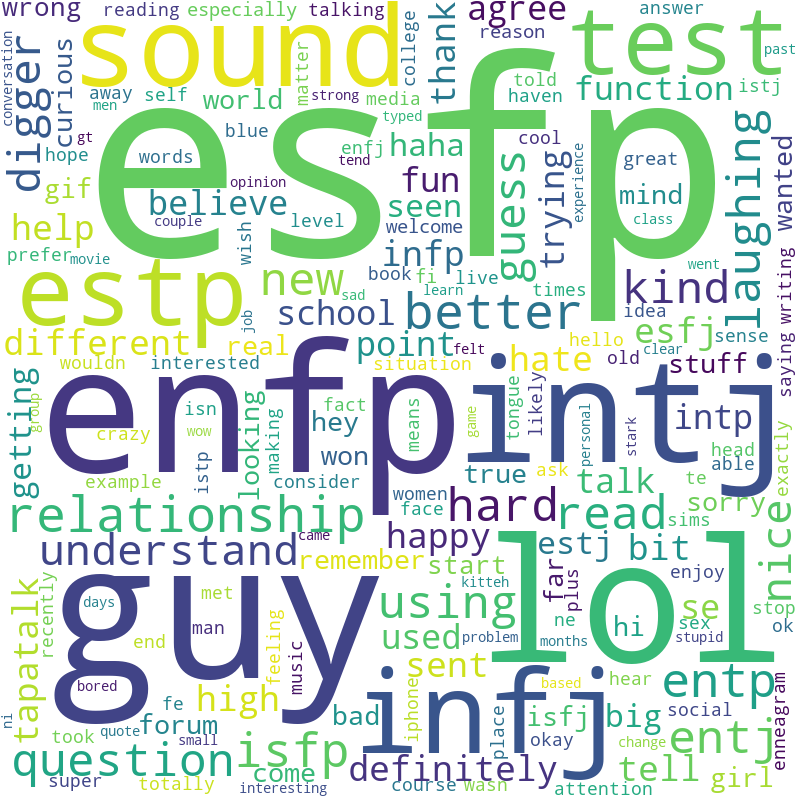 wrong
reading
especially
talking
agree
answer
conversation
sound
college
thank
reason
test
past
digger
curious
away
self
men
world
media
matter
strong
told
haven
function
istj
typed
gt
blue
hope
words
enfj
haha
cool
esfp
tend
opinion
guess
trying
experience
great
mind
class
laughing
wanted
gif
believe
couple
level
seen
fun
welcome
infp
help
prefer
movie
wish
estp
new
sad
book
fi
live
learn
times
kind
idea
went
job
school
better
esfj
sense
saying
writing
different
real
point
felt
hello
hate
old
clear
stuff
wouldn
interested
situation
enfp
intj
getting
group
isn
looking
making
fact
hey
means
game
tongue
likely
personal
stark
intp
crazy
wow
won
head
able
exactly
example
istp
consider
true
ask
talk
te
women
face
hard
read
sorry
sims
nice
relationship
understand
came
happy
estj
bit
remember
start
far
plus
enjoy
tapatalk
recently
guy
days
met
man
feeling
kitteh
using
lol
se
stop
ne
hi
sex
ok
used
problem
months
stupid
end
music
bored
sent
hear
entp
infj
based
ni
fe
high
iphone
place
isfj
big
social
enneagram
took
quote
forum
bad
okay
entj
question
small
isfp
definitely
change
tell
girl
super
totally
come
interesting
course
wasn
attention